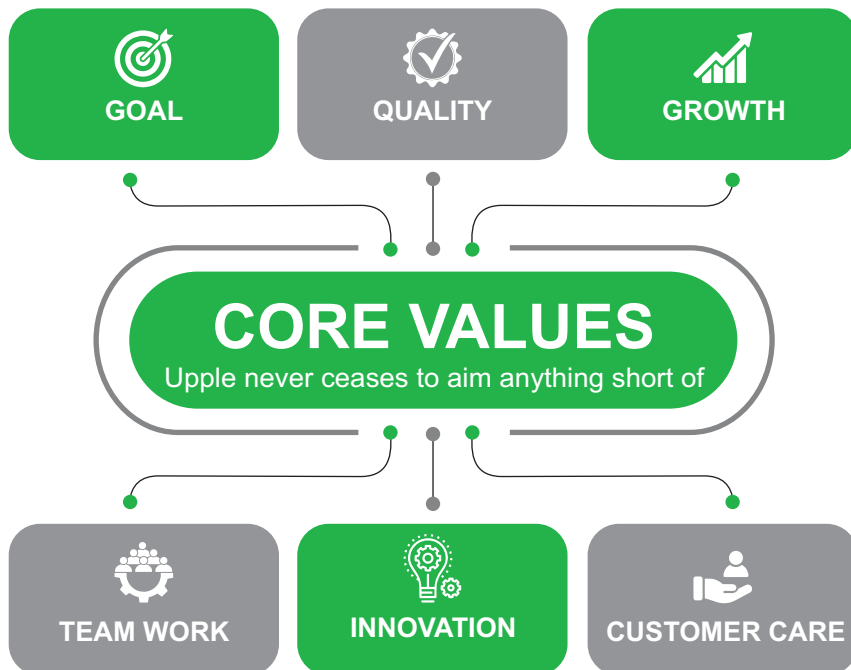 GOAL
QUALITY
GROWTH
CORE VALUES
Upple never ceases to aim anything short of
TEAM WORK
INNOVATION
CUSTOMER CARE